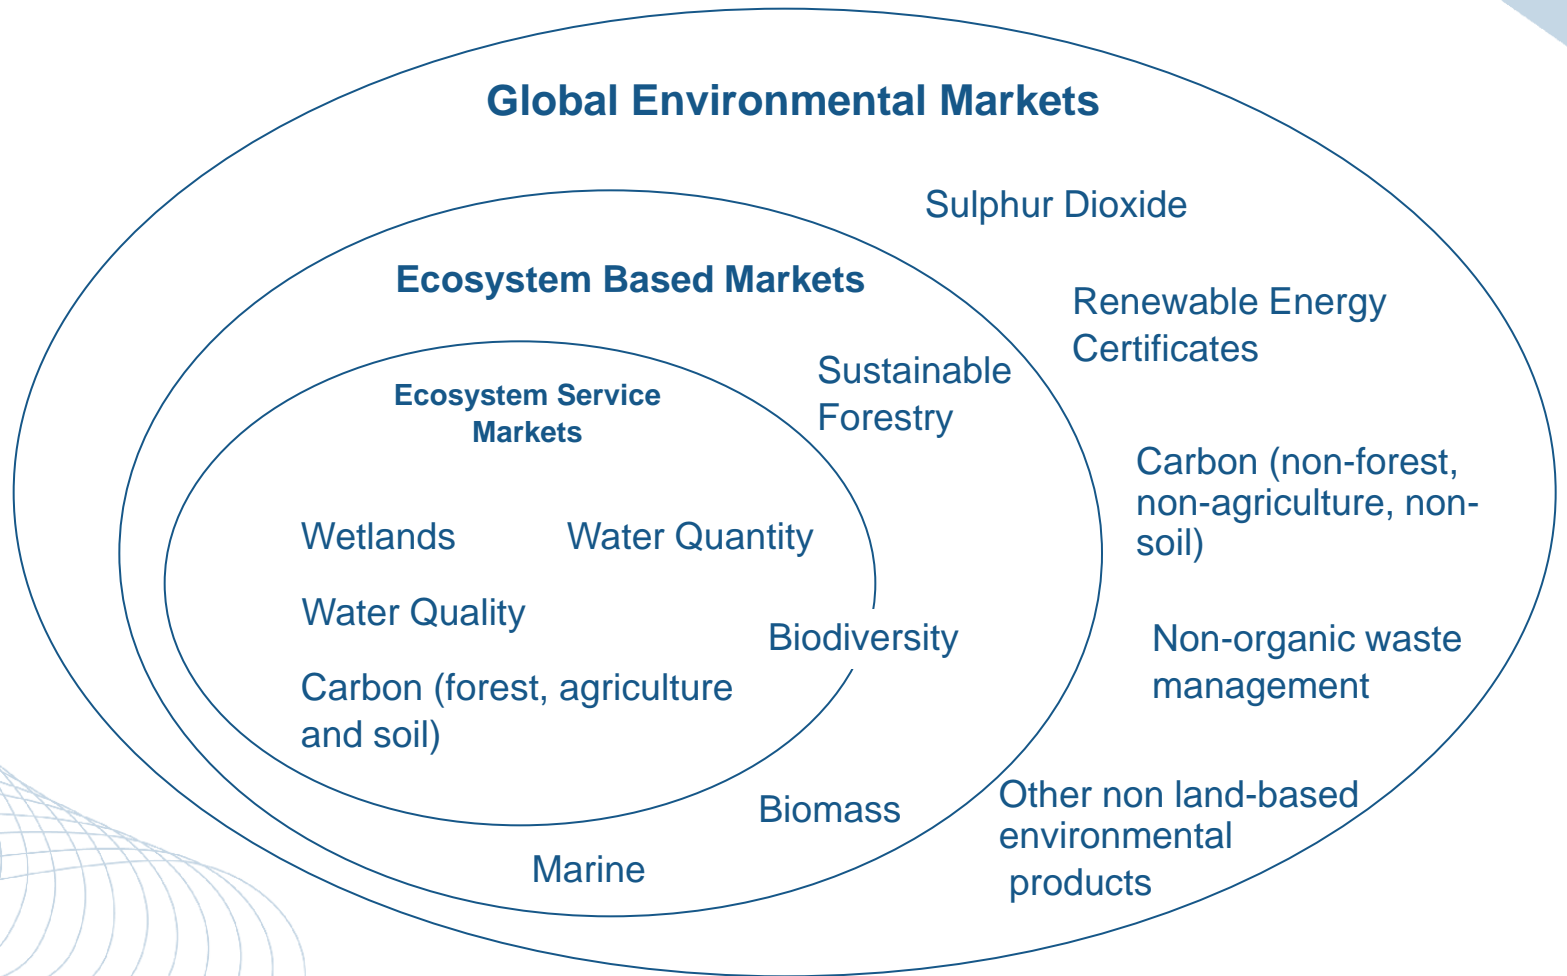 Global Environmental Markets
Sulphur Dioxide
Ecosystem Based Markets
Renewable Energy
Certificates
Sustainable
Forestry
Ecosystem Service
Markets
Carbon (non-forest,
non-agriculture, non-
soil)
Wetlands
Water Quantity
Water Quality
Biodiversity
Non-organic waste
management
Carbon (forest, agriculture
and soil)
Biomass
Other non land-based
environmental
products
Marine